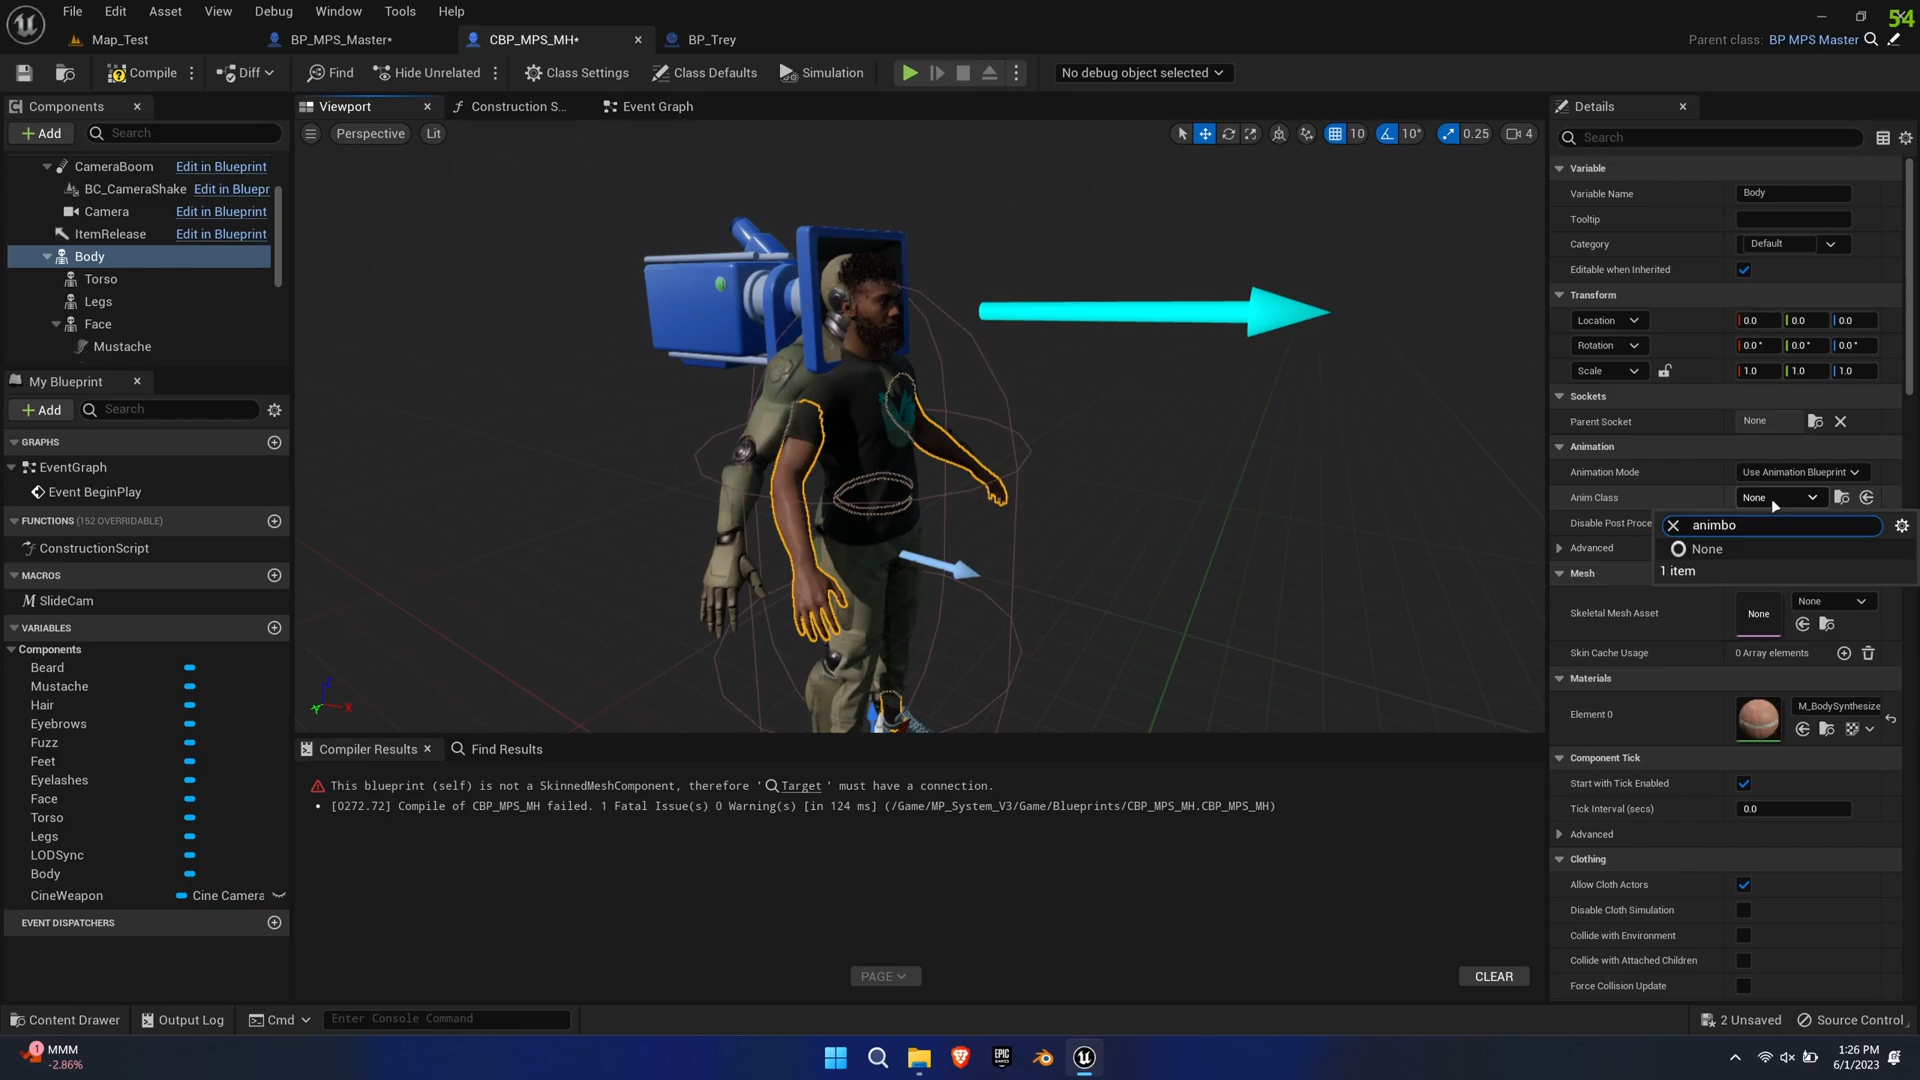 File Edit Asset View Debug Window Tools Help
54
Map_Test
BP_MPS_Master*
CBP_MPS_MH*
BP_Trey
Parent class: BP MPS Master
Compile
Diff
Find
Hide Unrelated
Class Settings
Class Defaults
Simulation
No debug object selected
Components
Add
Search
CameraBoom Edit in Blueprint
BC_CameraShake Edit in Bluepr
Camera Edit in Blueprint
ItemRelease Edit in Blueprint
Body
Torso
Legs
Face
Mustache
My Blueprint
Add
Search
GRAPHS
EventGraph
Event BeginPlay
FUNCTIONS (152 OVERRIDABLE)
ConstructionScript
MACROS
SlideCam
VARIABLES
Components
Beard
Mustache
Hair
Eyebrows
Fuzz
Feet
Eyelashes
Face
Torso
Legs
LODSync
Body
CineWeapon Cine Camera
EVENT DISPATCHERS
Viewport
Construction S...
Event Graph
Perspective
Lit
10
10°
0.25
4
Z
Y
X
Compiler Results
Find Results
This blueprint (self) is not a SkinnedMeshComponent, therefore ' Target ' must have a connection.
[0272.72] Compile of CBP_MPS_MH failed. 1 Fatal Issue(s) 0 Warning(s) [in 124 ms] (/Game/MP_System_V3/Game/Blueprints/CBP_MPS_MH.CBP_MPS_MH)
PAGE
CLEAR
Details
Search
Variable
Variable Name Body
Tooltip
Category Default
Editable when Inherited
Transform
Location 0.0 0.0 0.0
Rotation 0.0° 0.0° 0.0°
Scale 1.0 1.0 1.0
Sockets
Parent Socket None
Animation
Animation Mode Use Animation Blueprint
Anim Class None
Disable Post Proce
animbo
None
1 item
Advanced
Mesh
Skeletal Mesh Asset None None
Skin Cache Usage 0 Array elements
Materials
Element 0 M_BodySynthesize
Component Tick
Start with Tick Enabled
Tick Interval (secs) 0.0
Advanced
Clothing
Allow Cloth Actors
Disable Cloth Simulation
Collide with Environment
Collide with Attached Children
Force Collision Update
Content Drawer
Output Log
Cmd
Enter Console Command
2 Unsaved
Source Control
1
MMM
-2.86%
EPIC GAMES
1:26 PM
6/1/2023